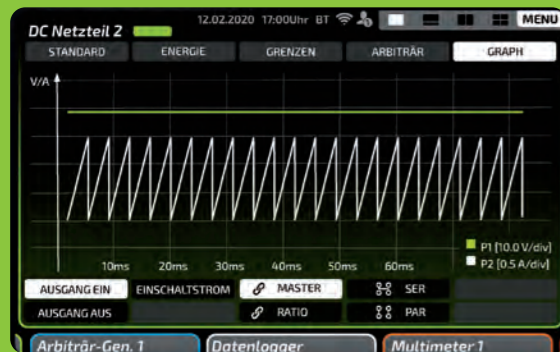 12.02.2020 17:00Uhr BT
MENÜ
DC Netzteil 2
STANDARD ENERGIE GRENZEN ARBITRÄR GRAPH
V/A
P1 [10.0 V/div]
P2 [0.5 A/div]
10ms 20ms 30ms 40ms 50ms 60ms
AUSGANG EIN EINSCHALTSTROM MASTER SER
AUSGANG AUS RATIO PAR
Arbiträr-Gen. 1 Datenlogger Multimeter 1